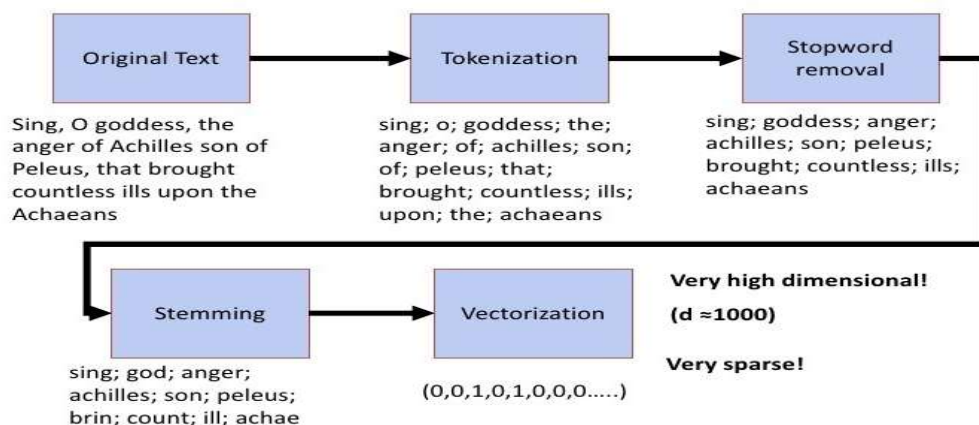 Original Text
Sing, O goddess, the
anger of Achilles son of
Peleus, that brought
countless ills upon the
Achaeans
Tokenization
sing; o; goddess; the;
anger; of; achilles; son;
of; peleus; that;
brought; countless; ills;
upon; the; achaeans
Stopword
removal
sing; goddess; anger;
achilles; son; peleus;
brought; countless; ills;
achaeans
Stemming
sing; god; anger;
achilles; son; peleus;
brin; count; ill; achae
Vectorization
(0,0,1,0,1,0,0,0.....)
Very high dimensional!
(d ≈1000)
Very sparse!